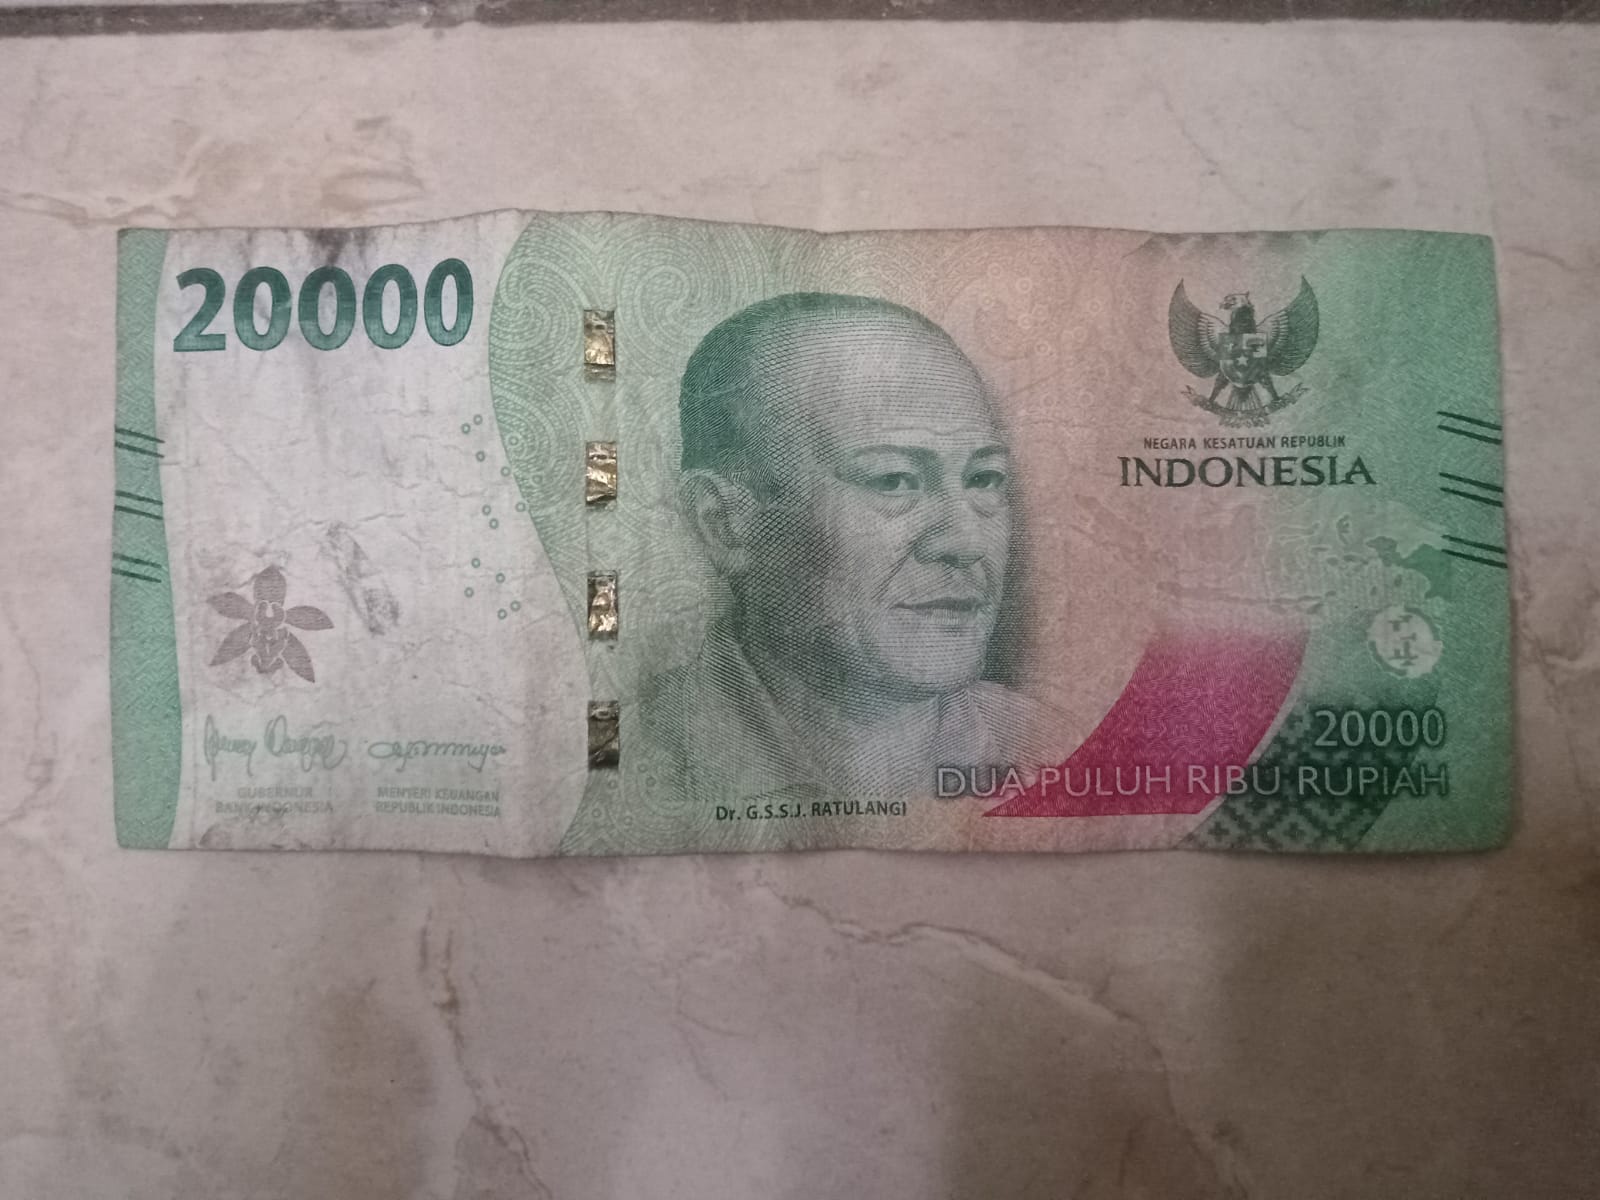 20000
NEGARA KESATUAN REPUBLIK
INDONESIA
GUBERNUR
BANK INDONESIA
MENTERI KEUANGAN
REPUBLIK INDONESIA
Dr. G.S.S.J. RATULANGI
20000
DUA PULUH RIBU RUPIAH